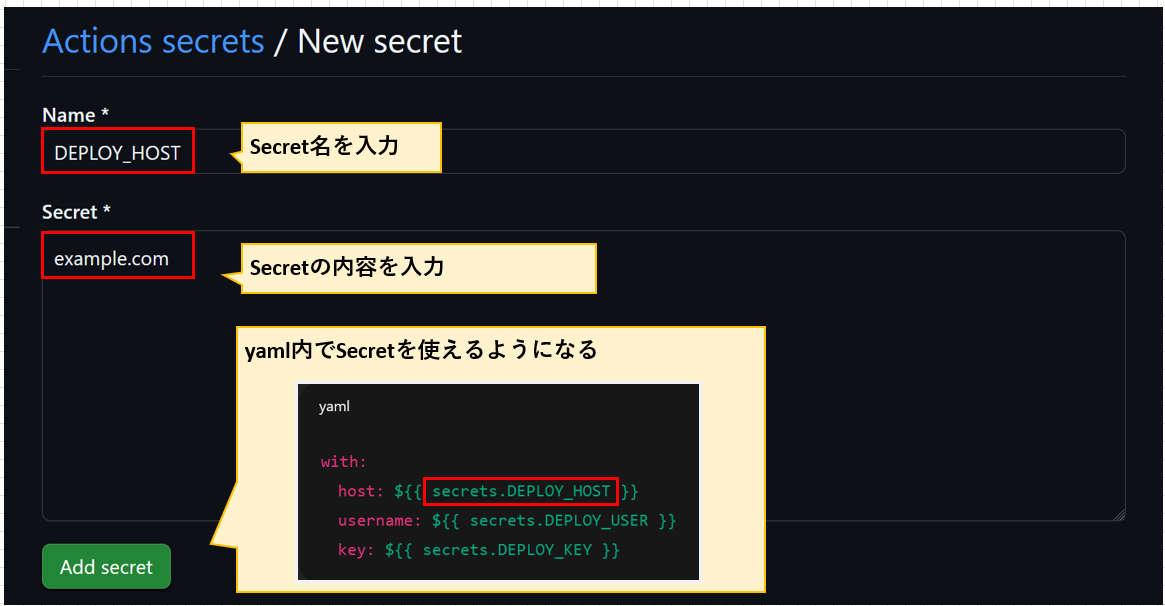 Actions secrets / New secret
Name *
DEPLOY_HOST
Secret名を入力
Secret *
example.com
Secretの内容を入力
yaml内でSecretを使えるようになる
yaml
with:
host: ${{ secrets.DEPLOY_HOST }}
username: ${{ secrets.DEPLOY_USER }}
key: ${{ secrets.DEPLOY_KEY }}
Add secret